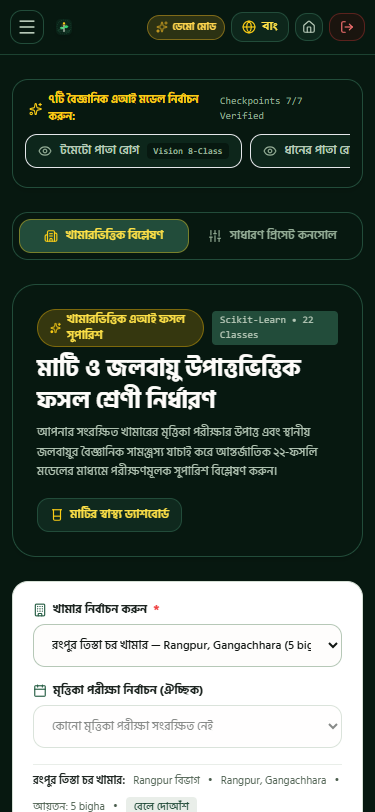 ডেমো মোড
বাং
৭টি বৈজ্ঞানিক এআই মডেল নির্বাচন
করুন:
Checkpoints 7/7
Verified
টমেটো পাতা রোগ
Vision 8-Class
ধানের পাতা
খামারভিত্তিক বিশ্লেষণ
সাধারণ প্রিসেট কনসোল
খামারভিত্তিক এআই ফসল
সুপারিশ
Scikit-Learn • 22
Classes
মাটি ও জলবায়ু উপাত্তভিত্তিক
ফসল শ্রেণী নির্ধারণ
আপনার সংরক্ষিত খামারের মৃত্তিকা পরীক্ষার উপাত্ত এবং স্থানীয়
জলবায়ুর বৈজ্ঞানিক সামঞ্জস্য যাচাই করে আন্তর্জাতিক ২২-ফসলি
মডেলের মাধ্যমে পরীক্ষণমূলক সুপারিশ বিশ্লেষণ করুন।
মাটির স্বাস্থ্য ড্যাশবোর্ড
খামার নির্বাচন করুন *
রংপুর তিস্তা চর খামার — Rangpur, Gangachhara (5
মৃত্তিকা পরীক্ষা নির্বাচন (ঐচ্ছিক)
কোনো মৃত্তিকা পরীক্ষা সংরক্ষিত নেই
রংপুর তিস্তা চর খামার: Rangpur বিভাগ • Rangpur, Gangachhara •
আয়তন: 5 bigha • বেলে দোআঁশ